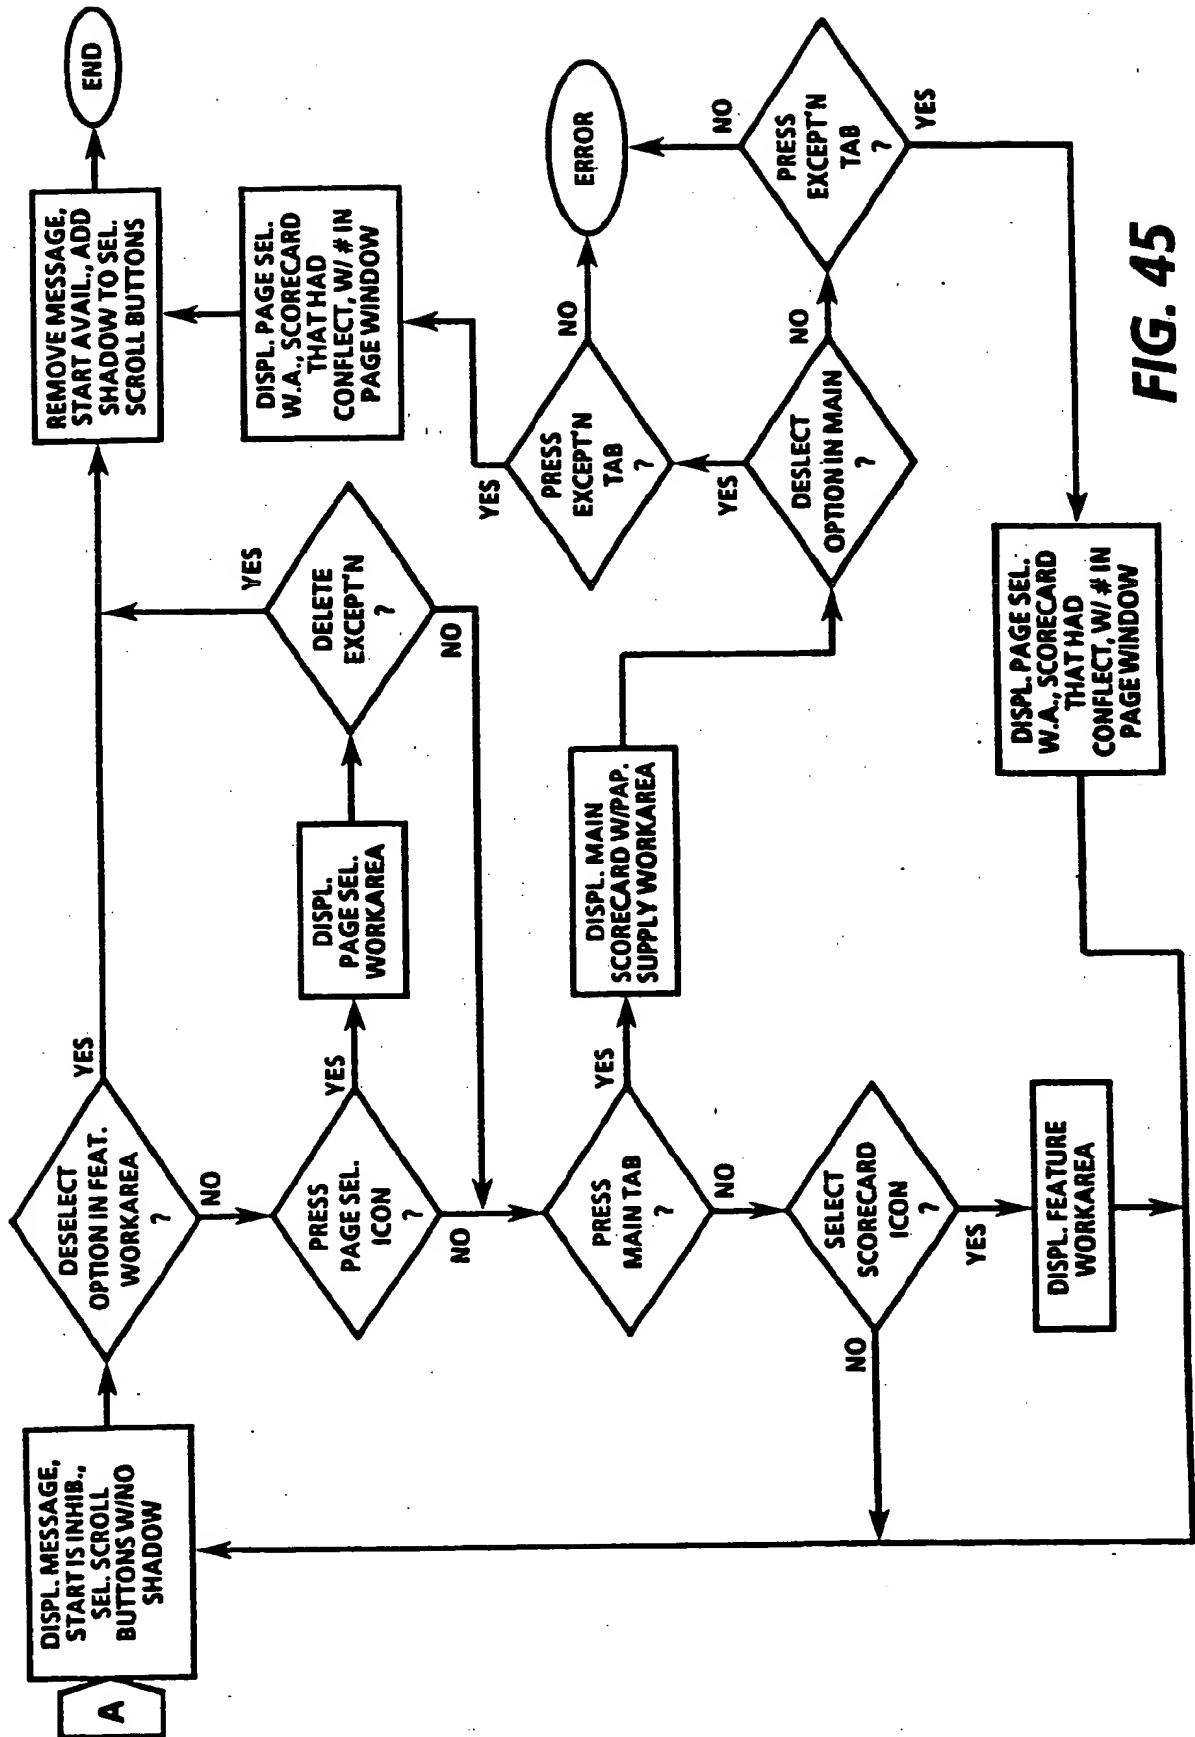 A
DISPL. MESSAGE,
START IS INHIB.,
SEL. SCROLL
BUTTONS W/NO
SHADOW
DESELECT
OPTION IN FEAT.
WORKAREA
?
YES
NO
REMOVE MESSAGE,
START AVAIL., ADD
SHADOW TO SEL.
SCROLL BUTTONS
END
PRESS
PAGE SEL.
ICON
?
YES
NO
DISPL.
PAGE SEL.
WORKAREA
DELETE
EXCEPT'N
?
YES
NO
DISPL. PAGE SEL.
W.A., SCORECARD
THAT HAD
CONFLECT, W/ # IN
PAGE WINDOW
PRESS
MAIN TAB
?
YES
NO
DISPL. MAIN
SCORECARD W/PAP.
SUPPLY WORKAREA
PRESS
EXCEPT'N
TAB
?
YES
NO
ERROR
SELECT
SCORECARD
ICON
?
NO
YES
DESLECT
OPTION IN MAIN
?
YES
NO
PRESS
EXCEPT'N
TAB
?
NO
YES
DISPL. FEATURE
WORKAREA
DISPL. PAGE SEL.
W.A., SCORECARD
THAT HAD
CONFLECT, W/ # IN
PAGE WINDOW
FIG. 45